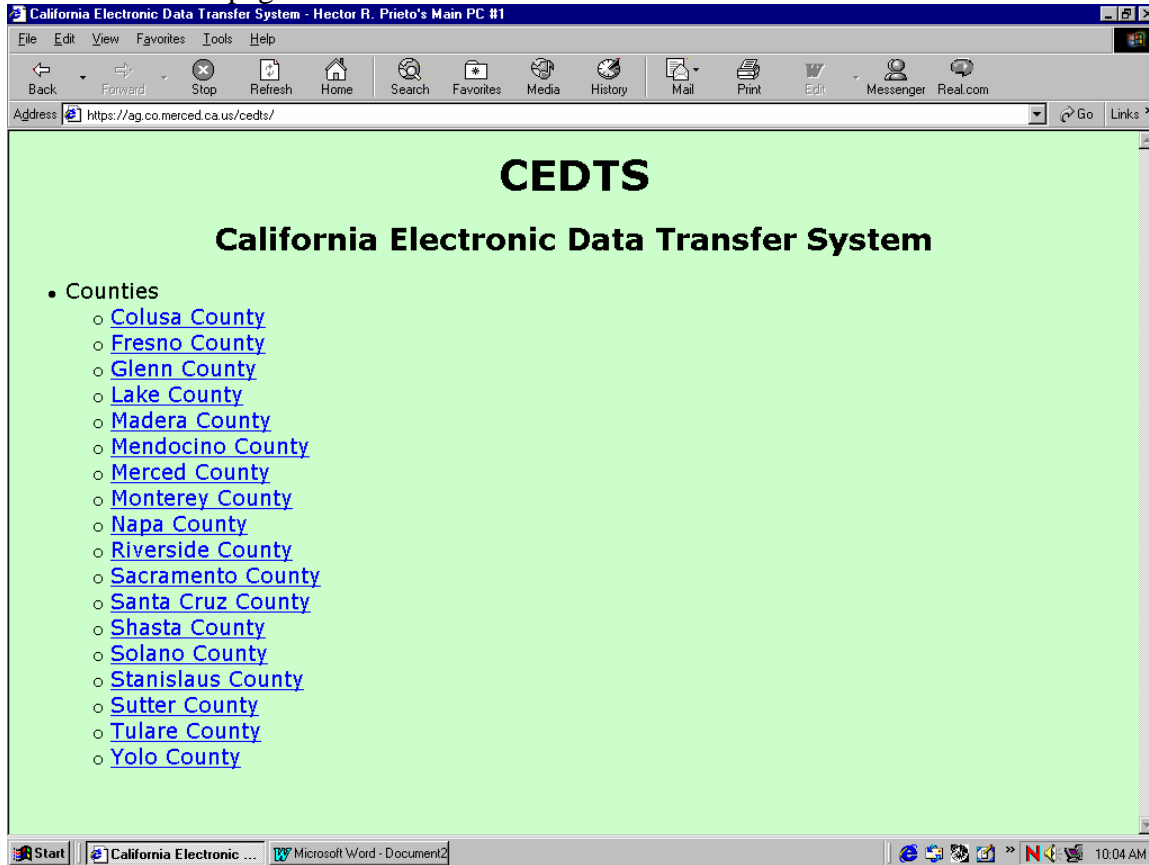 California Electronic Data Transfer System - Hector R. Prieto's Main PC #1
File Edit View Favorites Tools Help
Back Forward Stop Refresh Home Search Favorites Media History Mail Print Edit Messenger Real.com
Address https://ag.co.merced.ca.us/cedts/ Go Links
CEDTS
California Electronic Data Transfer System
• Counties
o Colusa County
o Fresno County
o Glenn County
o Lake County
o Madera County
o Mendocino County
o Merced County
o Monterey County
o Napa County
o Riverside County
o Sacramento County
o Santa Cruz County
o Shasta County
o Solano County
o Stanislaus County
o Sutter County
o Tulare County
o Yolo County
Start California Electronic ... Microsoft Word - Document2 » N 10:04 AM